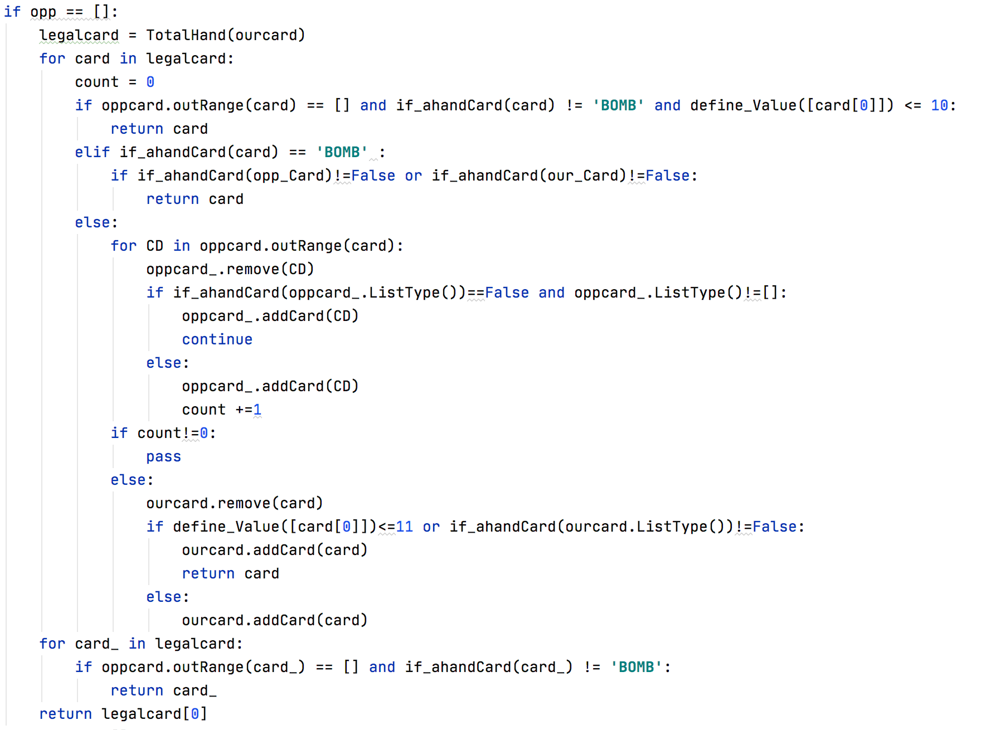 if opp == []:
    legalcard = TotalHand(ourcard)
    for card in legalcard:
        count = 0
        if oppcard.outRange(card) == [] and if_ahandCard(card) != 'BOMB' and define_Value([card[0]]) <= 10:
            return card
        elif if_ahandCard(card) == 'BOMB' :
            if if_ahandCard(opp_Card)!=False or if_ahandCard(our_Card)!=False:
                return card
        else:
            for CD in oppcard.outRange(card):
                oppcard_.remove(CD)
                if if_ahandCard(oppcard_.ListType())==False and oppcard_.ListType()!=[]:
                    oppcard_.addCard(CD)
                    continue
                else:
                    oppcard_.addCard(CD)
                    count +=1
            if count!=0:
                pass
            else:
                ourcard.remove(card)
                if define_Value([card[0]])<=11 or if_ahandCard(ourcard.ListType())!=False:
                    ourcard.addCard(card)
                    return card
                else:
                    ourcard.addCard(card)
    for card_ in legalcard:
        if oppcard.outRange(card_) == [] and if_ahandCard(card_) != 'BOMB':
            return card_
    return legalcard[0]